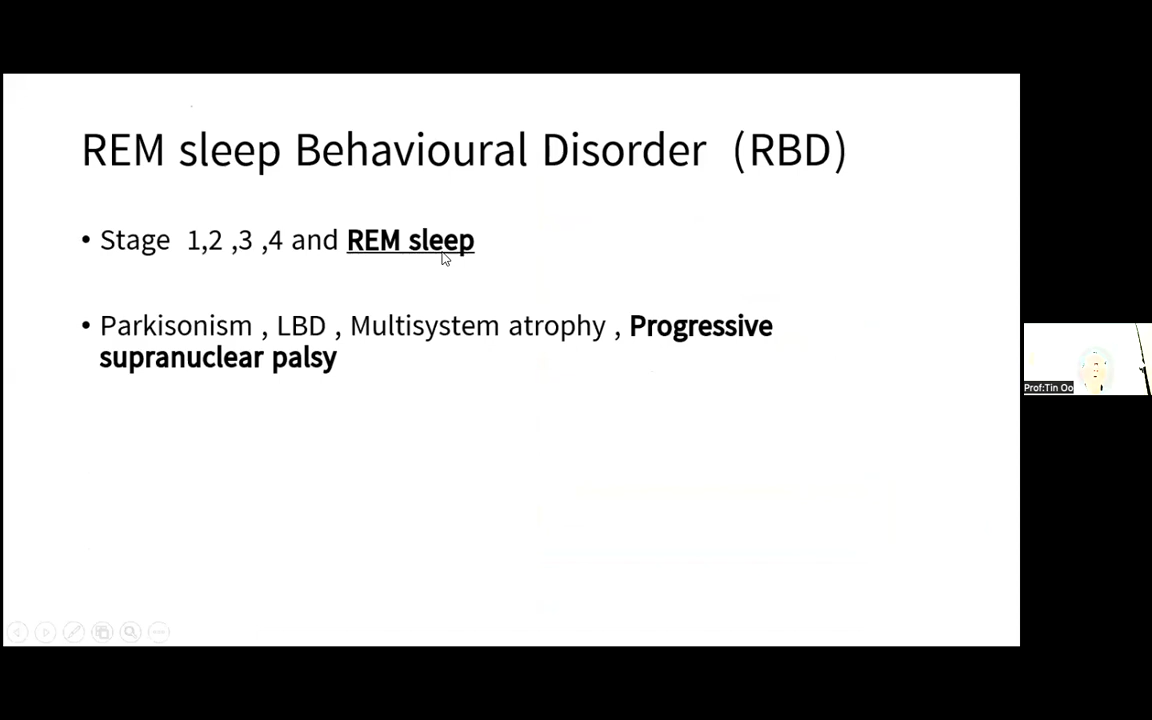 REM sleep Behavioural Disorder (RBD)
• Stage 1,2 ,3 ,4 and REM sleep
• Parkisonism , LBD , Multisystem atrophy , Progressive
supranuclear palsy
Prof:Tin Oo